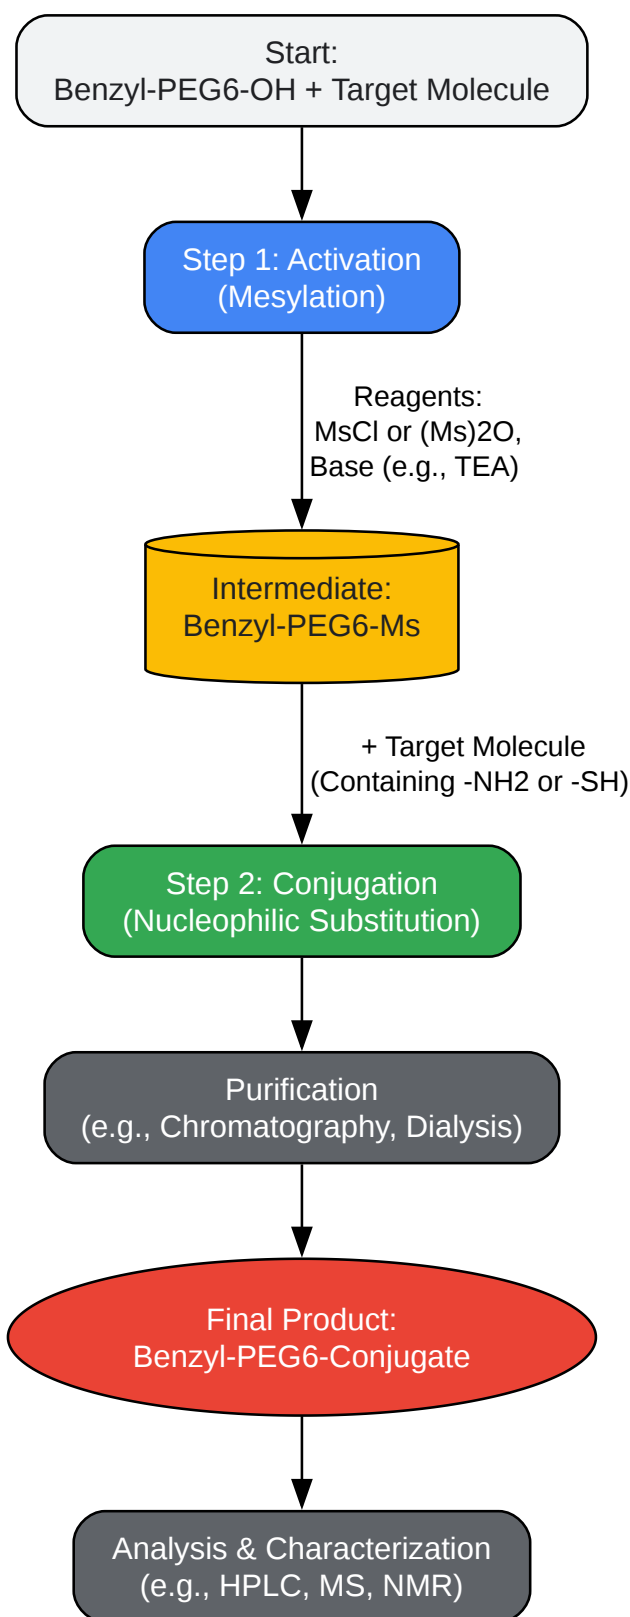 Start:
Benzyl-PEG6-OH + Target Molecule
Step 1: Activation
(Mesylation)
Reagents:
MsCl or (Ms)2O,
Base (e.g., TEA)
Intermediate:
Benzyl-PEG6-Ms
+ Target Molecule
(Containing -NH2 or -SH)
Step 2: Conjugation
(Nucleophilic Substitution)
Purification
(e.g., Chromatography, Dialysis)
Final Product:
Benzyl-PEG6-Conjugate
Analysis & Characterization
(e.g., HPLC, MS, NMR)